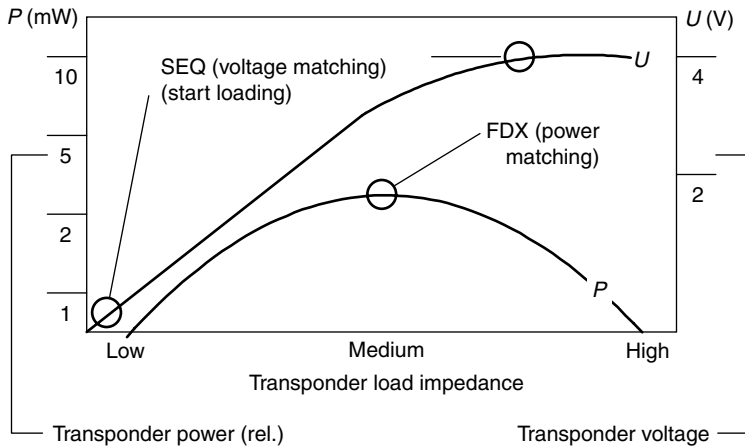 P (mW)
U (V)
10
5
2
1
4
2
SEQ (voltage matching)
(start loading)
U
FDX (power
matching)
P
Low
Medium
High
Transponder load impedance
Transponder power (rel.)
Transponder voltage